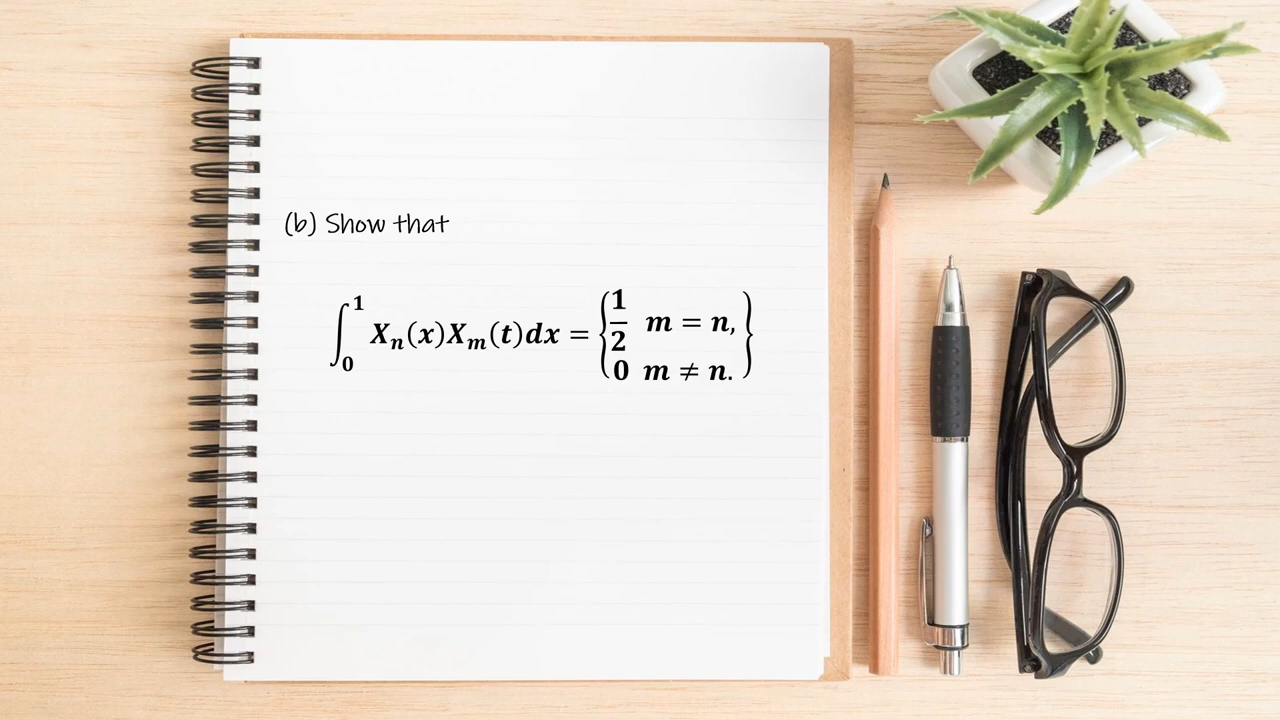 (b) Show that
∫₀¹ Xₙ(x)Xₘ(t)dx = { 1/2 m = n,
0 m ≠ n. }